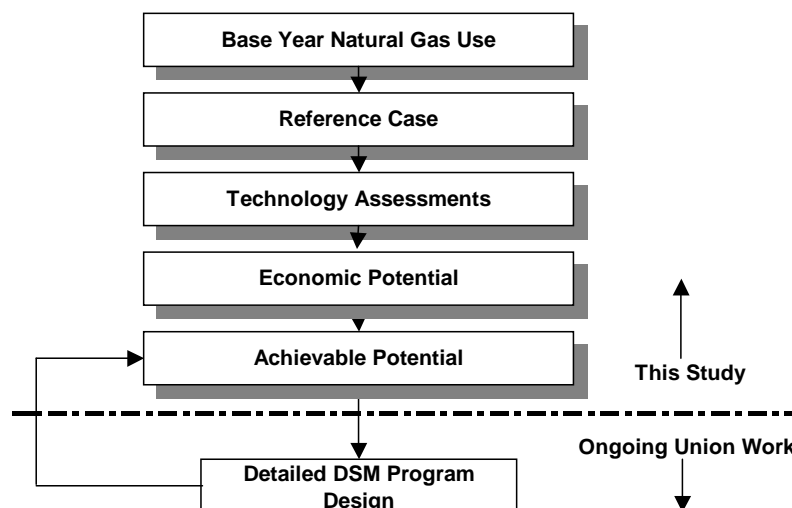 Base Year Natural Gas Use
Reference Case
Technology Assessments
Economic Potential
Achievable Potential
This Study
Ongoing Union Work
Detailed DSM Program
Design